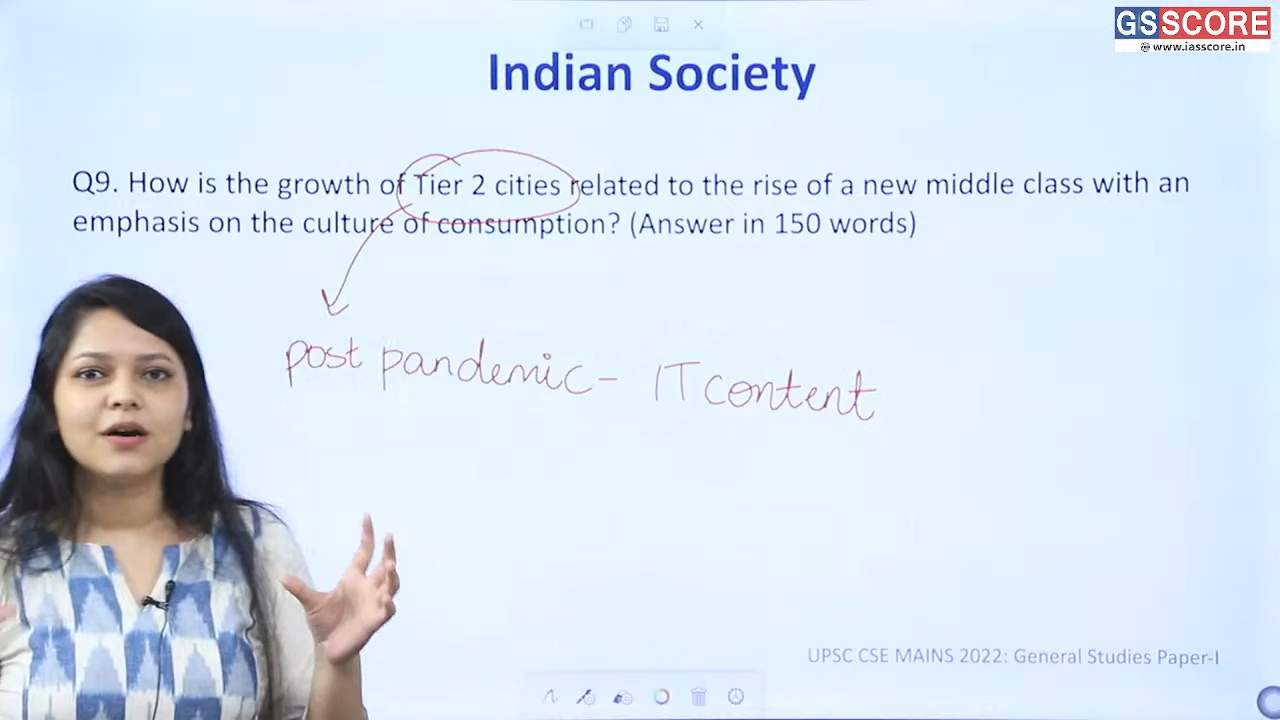 GSSCORE
www.iasscore.in
Indian Society
Q9. How is the growth of Tier 2 cities related to the rise of a new middle class with an
emphasis on the culture of consumption? (Answer in 150 words)
post pandemic – IT content
UPSC CSE MAINS 2022: General Studies Paper-I